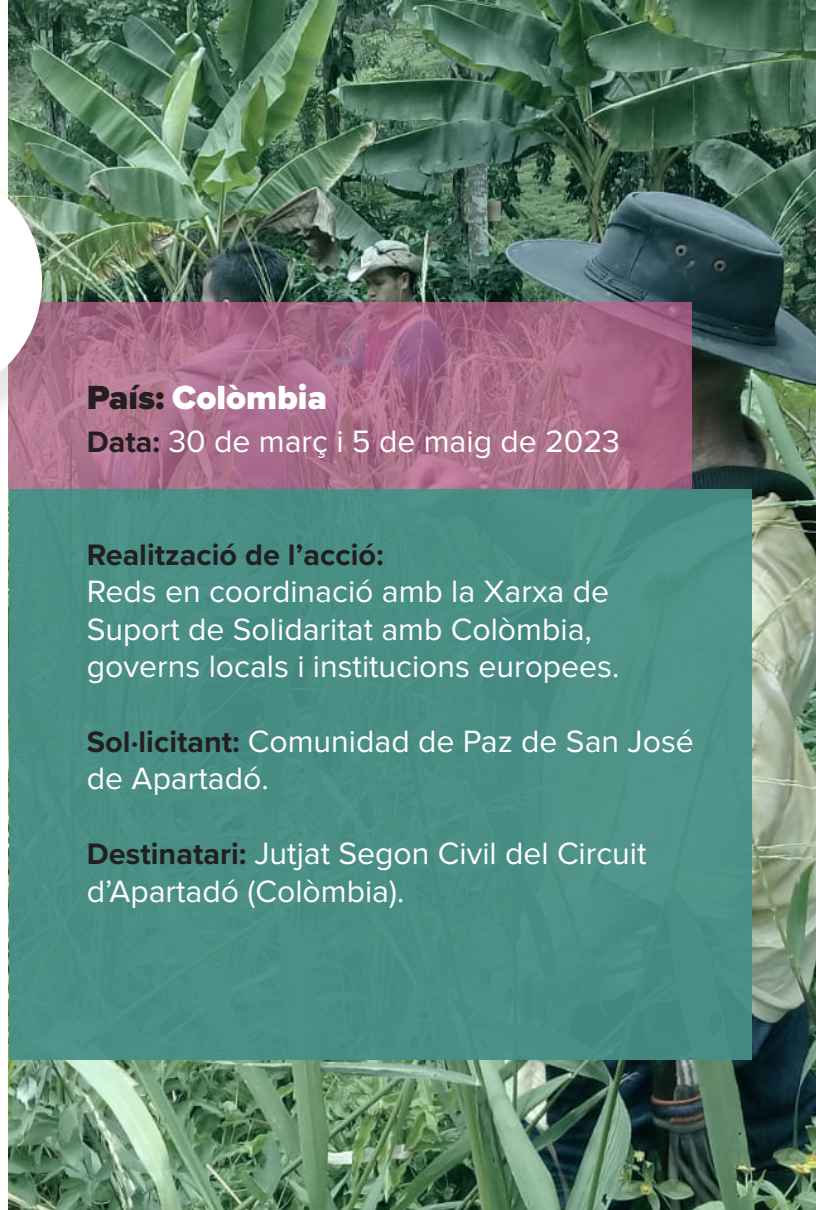 País: Colòmbia
Data: 30 de març i 5 de maig de 2023
Realització de l’acció:
Reds en coordinació amb la Xarxa de
Suport de Solidaritat amb Colòmbia,
governs locals i institucions europees.
Sol·licitant: Comunidad de Paz de San José
de Apartadó.
Destinatari: Jutjat Segon Civil del Circuit
d’Apartadó (Colòmbia).